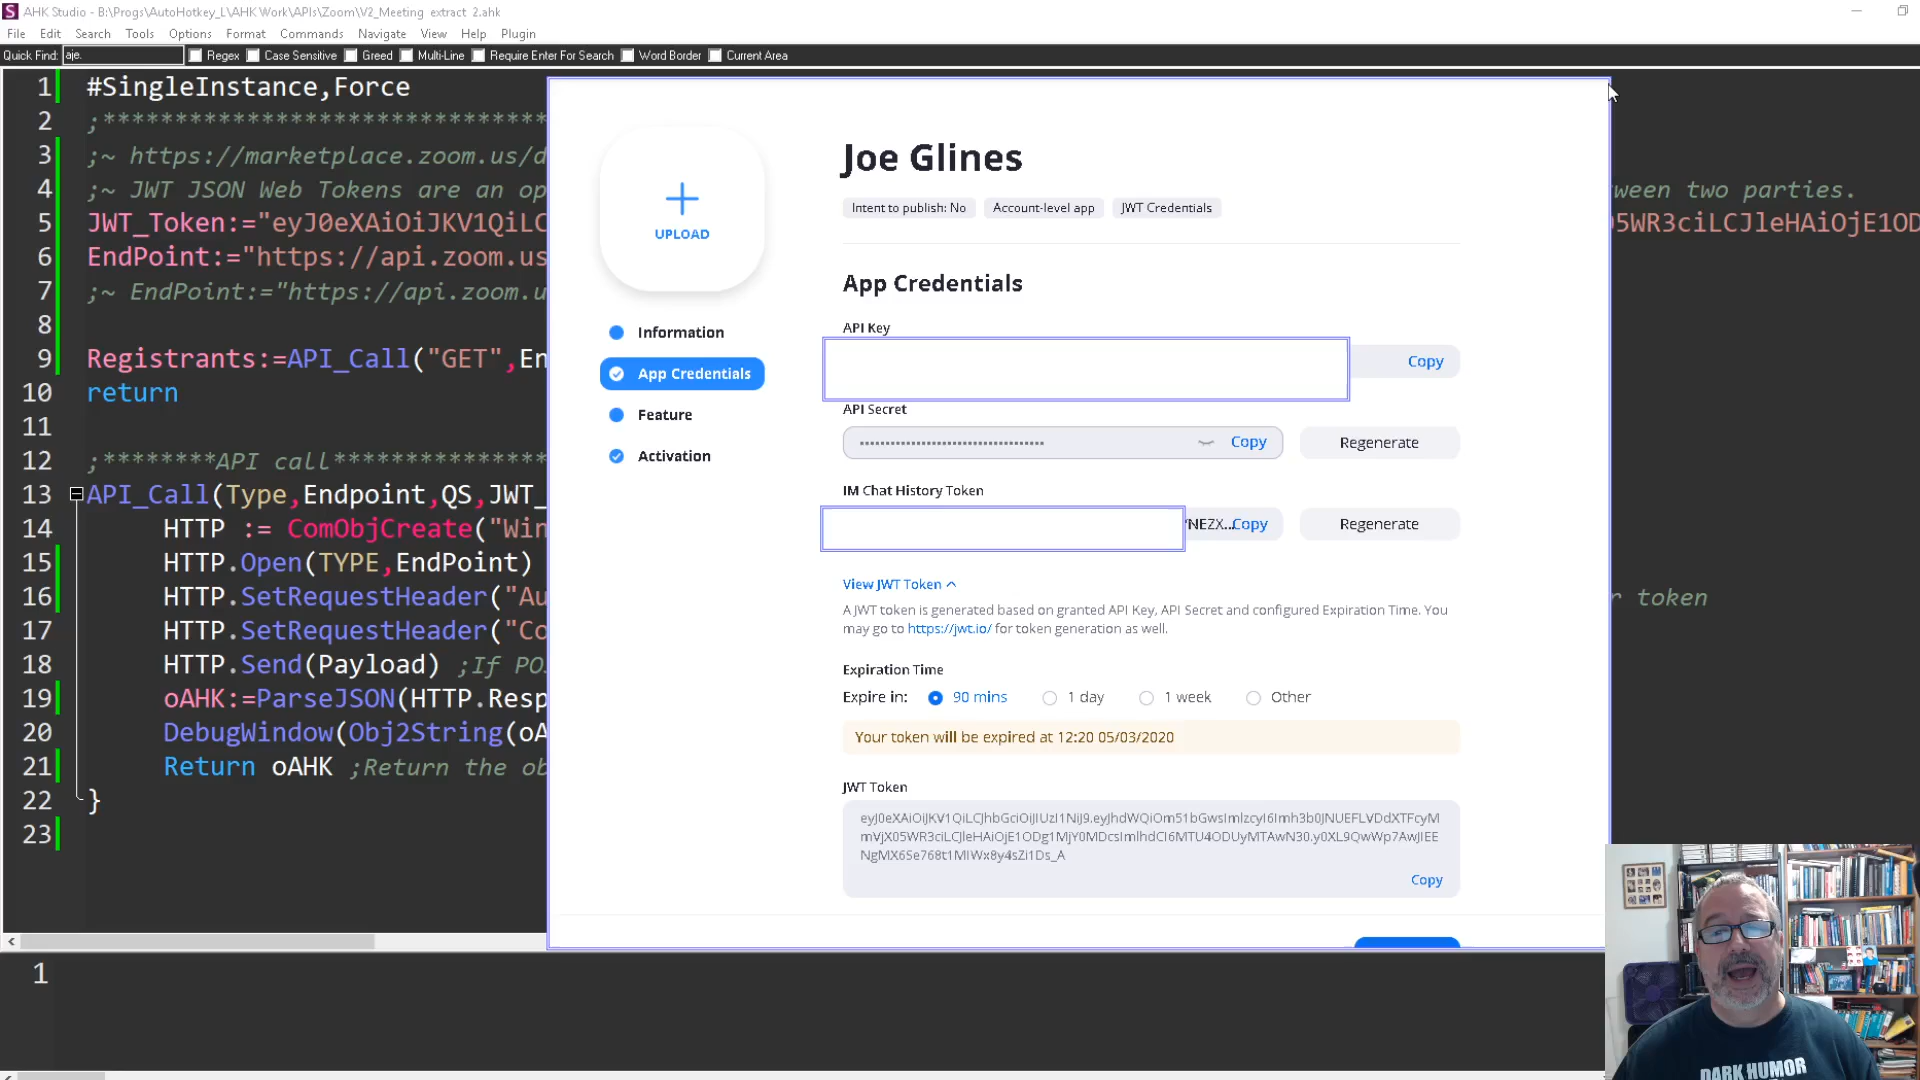 AHK Studio - B:\Progs\AutoHotkey_L\AHK Work\APIs\Zoom\V2_Meeting extract 2.ahk
File Edit Search Tools Options Format Commands Navigate View Help Plugin
Quick Find: aje. Regex Case Sensitive Greed Multi-Line Require Enter For Search Word Border Current Area
1 #SingleInstance,Force
2 ;********************************
3 ;~ https://marketplace.zoom.us/d
4 ;~ JWT JSON Web Tokens are an op ween two parties.
5 JWT_Token:="eyJ0eXAiOiJKV1QiLC 5WR3ciLCJleHAiOjE1OD
6 EndPoint:="https://api.zoom.us
7 ;~ EndPoint:="https://api.zoom.u
8
9 Registrants:=API_Call("GET",En
10 return
11
12 ;********API call***************
13 API_Call(Type,Endpoint,QS,JWT_
14 HTTP := ComObjCreate("Win
15 HTTP.Open(TYPE,EndPoint)
16 HTTP.SetRequestHeader("Au r token
17 HTTP.SetRequestHeader("Co
18 HTTP.Send(Payload) ;If PO
19 oAHK:=ParseJSON(HTTP.Resp
20 DebugWindow(Obj2String(oA
21 Return oAHK ;Return the ob
22 }
23
1
UPLOAD
Information
App Credentials
Feature
Activation
Joe Glines
Intent to publish: No Account-level app JWT Credentials
App Credentials
API Key
Copy
API Secret
Copy Regenerate
IM Chat History Token
NEZX... Copy Regenerate
View JWT Token
A JWT token is generated based on granted API Key, API Secret and configured Expiration Time. You
may go to https://jwt.io/ for token generation as well.
Expiration Time
Expire in: 90 mins 1 day 1 week Other
Your token will be expired at 12:20 05/03/2020
JWT Token
Copy
DARK HUMOR